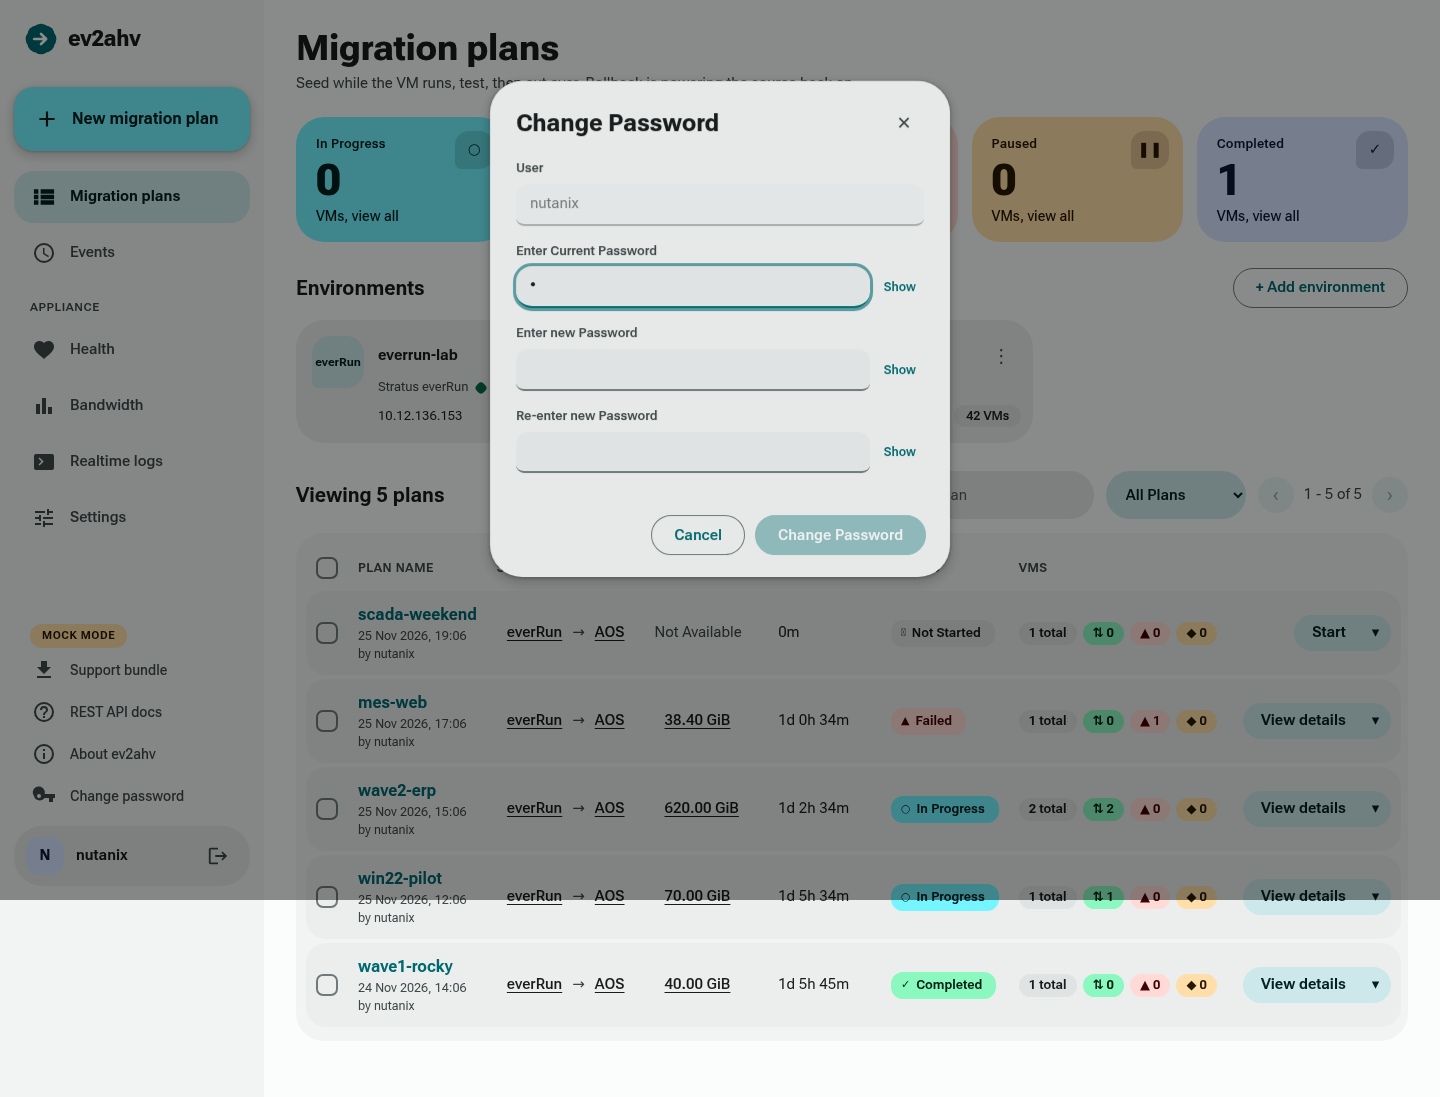 ev2ahv
New migration plan
Migration plans
Events
APPLIANCE
Health
Bandwidth
Realtime logs
Settings
MOCK MODE
Support bundle
REST API docs
About ev2ahv
Change password
N nutanix
Migration plans
Seed while the VM runs, test, then
In Progress
0
VMs, view all
Paused
0
VMs, view all
Completed
1
VMs, view all
Environments
+ Add environment
everRun
everrun-lab
Stratus everRun
10.12.136.153
42 VMs
Change Password
User
nutanix
Enter Current Password
Show
Enter new Password
Show
Re-enter new Password
Show
Cancel
Change Password
Viewing 5 plans
All Plans
1 - 5 of 5
PLAN NAME VMS
scada-weekend
25 Nov 2026, 19:06
by nutanix
everRun → AOS Not Available 0m Not Started 1 total ⇅ 0 ▲ 0 ◆ 0 Start ▾
mes-web
25 Nov 2026, 17:06
by nutanix
everRun → AOS 38.40 GiB 1d 0h 34m ▲ Failed 1 total ⇅ 0 ▲ 1 ◆ 0 View details ▾
wave2-erp
25 Nov 2026, 15:06
by nutanix
everRun → AOS 620.00 GiB 1d 2h 34m ○ In Progress 2 total ⇅ 2 ▲ 0 ◆ 0 View details ▾
win22-pilot
25 Nov 2026, 12:06
by nutanix
everRun → AOS 70.00 GiB 1d 5h 34m ○ In Progress 1 total ⇅ 1 ▲ 0 ◆ 0 View details ▾
wave1-rocky
24 Nov 2026, 14:06
by nutanix
everRun → AOS 40.00 GiB 1d 5h 45m ✓ Completed 1 total ⇅ 0 ▲ 0 ◆ 0 View details ▾